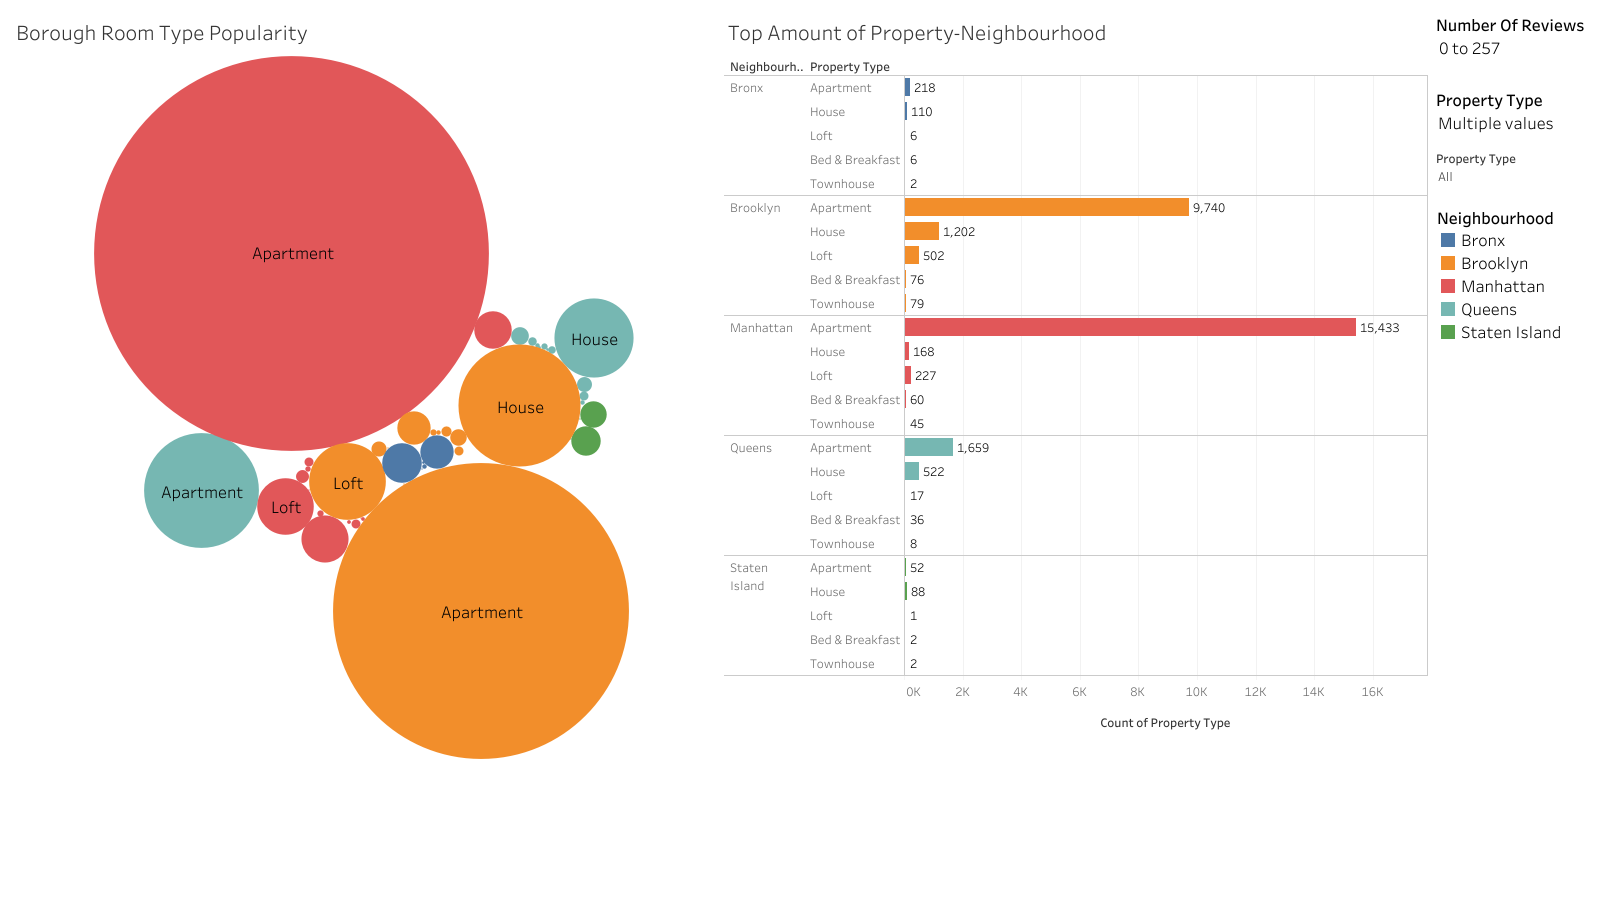 Borough Room Type Popularity
Apartment
House
House
Apartment
Loft
Loft
Apartment
Top Amount of Property-Neighbourhood
Neighbourh.. Property Type
Bronx Apartment 218
House 110
Loft 6
Bed & Breakfast 6
Townhouse 2
Brooklyn Apartment 9,740
House 1,202
Loft 502
Bed & Breakfast 76
Townhouse 79
Manhattan Apartment 15,433
House 168
Loft 227
Bed & Breakfast 60
Townhouse 45
Queens Apartment 1,659
House 522
Loft 17
Bed & Breakfast 36
Townhouse 8
Staten Apartment 52
Island
House 88
Loft 1
Bed & Breakfast 2
Townhouse 2
0K 2K 4K 6K 8K 10K 12K 14K 16K
Count of Property Type
Number Of Reviews
0 to 257
Property Type
Multiple values
Property Type
All
Neighbourhood
Bronx
Brooklyn
Manhattan
Queens
Staten Island